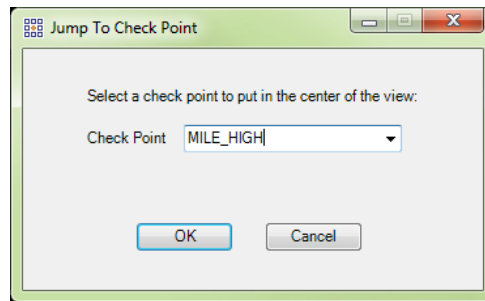 Jump To Check Point
Select a check point to put in the center of the view:
Check Point MILE_HIGH
OK Cancel